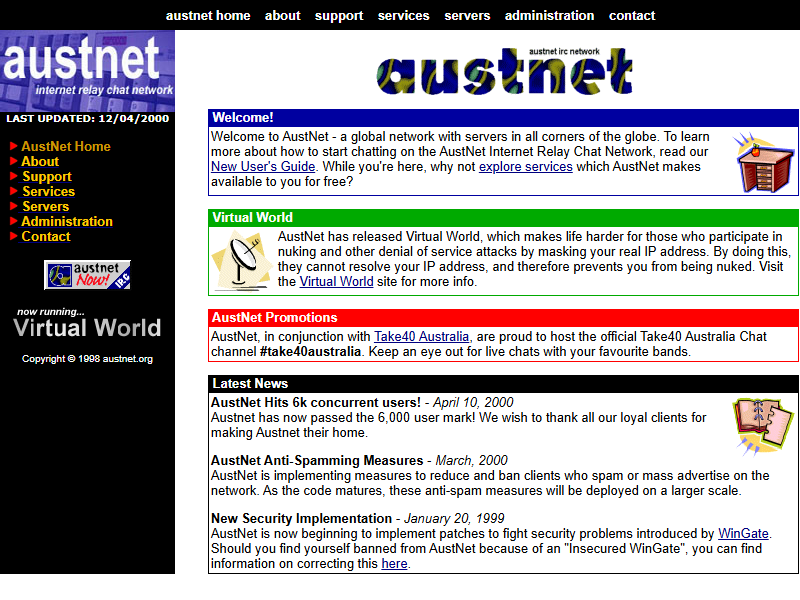 austnet home about support services servers administration contact
austnet
internet relay chat network
LAST UPDATED: 12/04/2000
AustNet Home
About
Support
Services
Servers
Administration
Contact
austnet
Now!
IRC
now running...
Virtual World
Copyright © 1998 austnet.org
austnet irc network
austnet
Welcome!
Welcome to AustNet - a global network with servers in all corners of the globe. To learn
more about how to start chatting on the AustNet Internet Relay Chat Network, read our
New User's Guide. While you're here, why not explore services which AustNet makes
available to you for free?
Virtual World
AustNet has released Virtual World, which makes life harder for those who participate in
nuking and other denial of service attacks by masking your real IP address. By doing this,
they cannot resolve your IP address, and therefore prevents you from being nuked. Visit
the Virtual World site for more info.
AustNet Promotions
AustNet, in conjunction with Take40 Australia, are proud to host the official Take40 Australia Chat
channel #take40australia. Keep an eye out for live chats with your favourite bands.
Latest News
AustNet Hits 6k concurrent users! - April 10, 2000
Austnet has now passed the 6,000 user mark! We wish to thank all our loyal clients for
making Austnet their home.
AustNet Anti-Spamming Measures - March, 2000
AustNet is implementing measures to reduce and ban clients who spam or mass advertise on the
network. As the code matures, these anti-spam measures will be deployed on a larger scale.
New Security Implementation - January 20, 1999
AustNet is now beginning to implement patches to fight security problems introduced by WinGate.
Should you find yourself banned from AustNet because of an "Insecured WinGate", you can find
information on correcting this here.